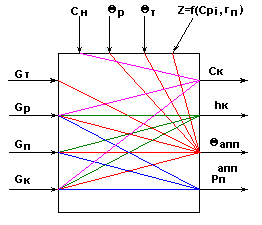 Cн Θр Θт Z=f(Cpi,rп)
Gт
Gр
Gп
Gк
Cк
hк
Θапп
апп
Pп